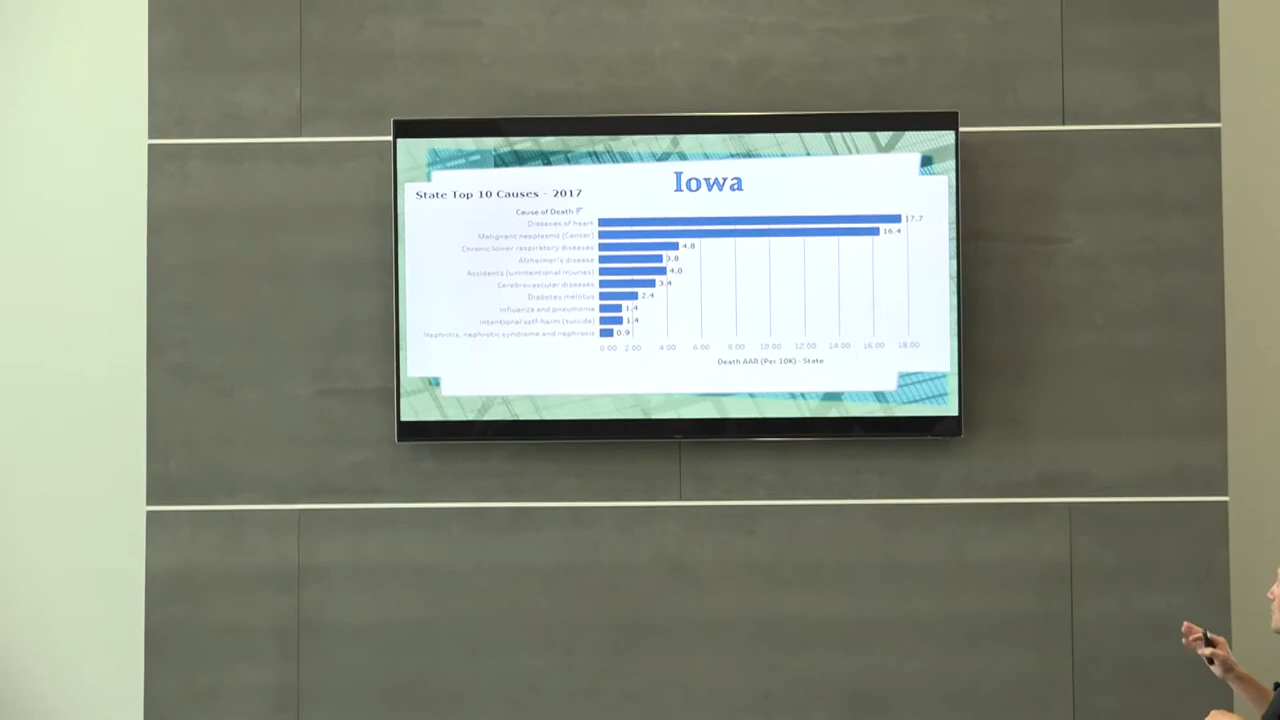 Iowa
State Top 10 Causes - 2017
Cause of Death
Diseases of heart 17.7
Malignant neoplasms (Cancer) 16.4
Chronic lower respiratory diseases 4.8
Alzheimer's disease 3.8
Accidents (unintentional injuries) 4.0
Cerebrovascular diseases 3.4
Diabetes mellitus 2.4
Influenza and pneumonia 1.4
Intentional self-harm (suicide) 1.4
Nephritis, nephrotic syndrome and nephrosis 0.9
0.00 2.00 4.00 6.00 8.00 10.00 12.00 14.00 16.00 18.00
Death AAR (Per 10K) - State